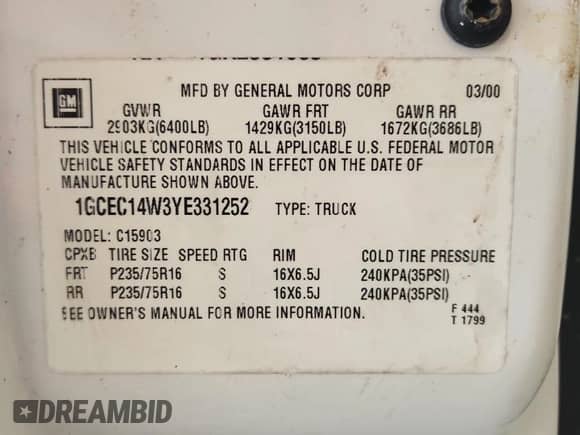 GM
MFD BY GENERAL MOTORS CORP 03/00
GVWR GAWR FRT GAWR RR
2903KG(6400LB) 1429KG(3150LB) 1672KG(3686LB)
THIS VEHICLE CONFORMS TO ALL APPLICABLE U.S. FEDERAL MOTOR
VEHICLE SAFETY STANDARDS IN EFFECT ON THE DATE OF
MANUFACTURE SHOWN ABOVE.
1GCEC14W3YE331252 TYPE: TRUCK
MODEL: C15903
CPXB TIRE SIZE SPEED RTG RIM COLD TIRE PRESSURE
FRT P235/75R16 S 16X6.5J 240KPA(35PSI)
RR P235/75R16 S 16X6.5J 240KPA(35PSI)
SEE OWNER'S MANUAL FOR MORE INFORMATION.
F 444
T 1799
DREAMBID